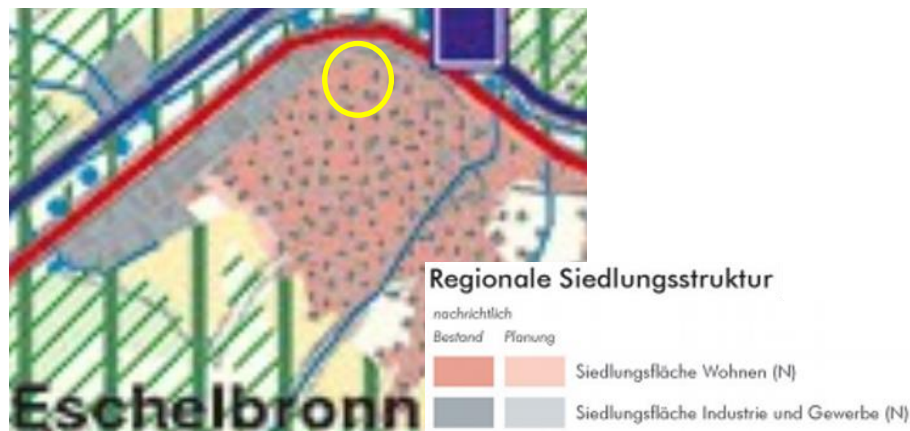 Eschelbronn
Regionale Siedlungsstruktur
nachrichtlich
Bestand Planung
Siedlungsfläche Wohnen (N)
Siedlungsfläche Industrie und Gewerbe (N)